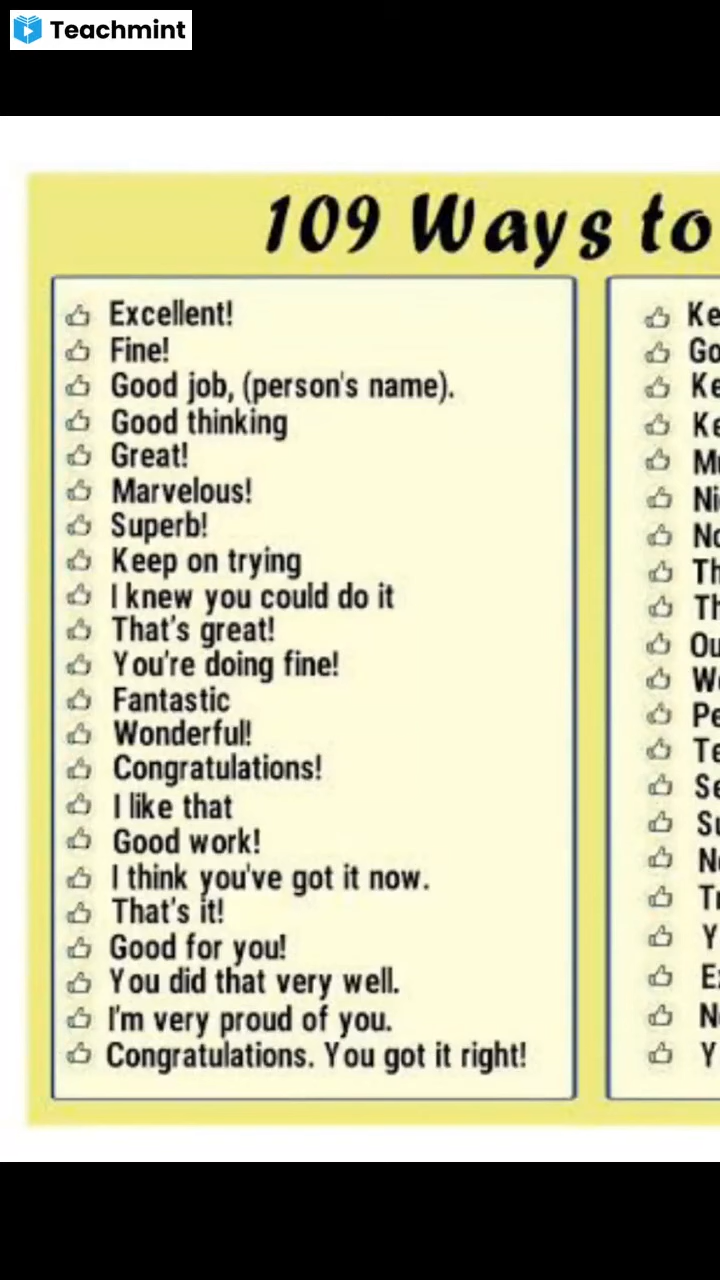 Teachmint
109 Ways to
Excellent!
Fine!
Good job, (person's name).
Good thinking
Great!
Marvelous!
Superb!
Keep on trying
I knew you could do it
That's great!
You're doing fine!
Fantastic
Wonderful!
Congratulations!
I like that
Good work!
I think you've got it now.
That's it!
Good for you!
You did that very well.
I'm very proud of you.
Congratulations. You got it right!